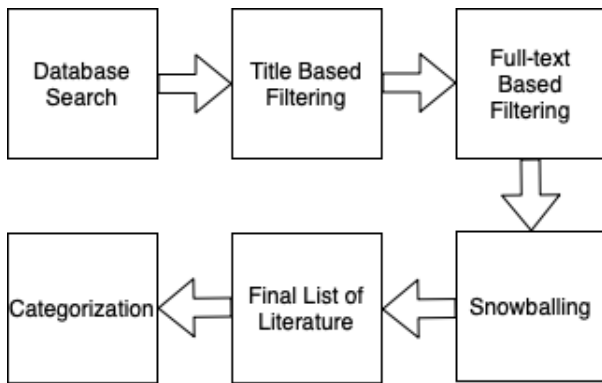 Database
Search
Title Based
Filtering
Full-text
Based
Filtering
Snowballing
Final List of
Literature
Categorization